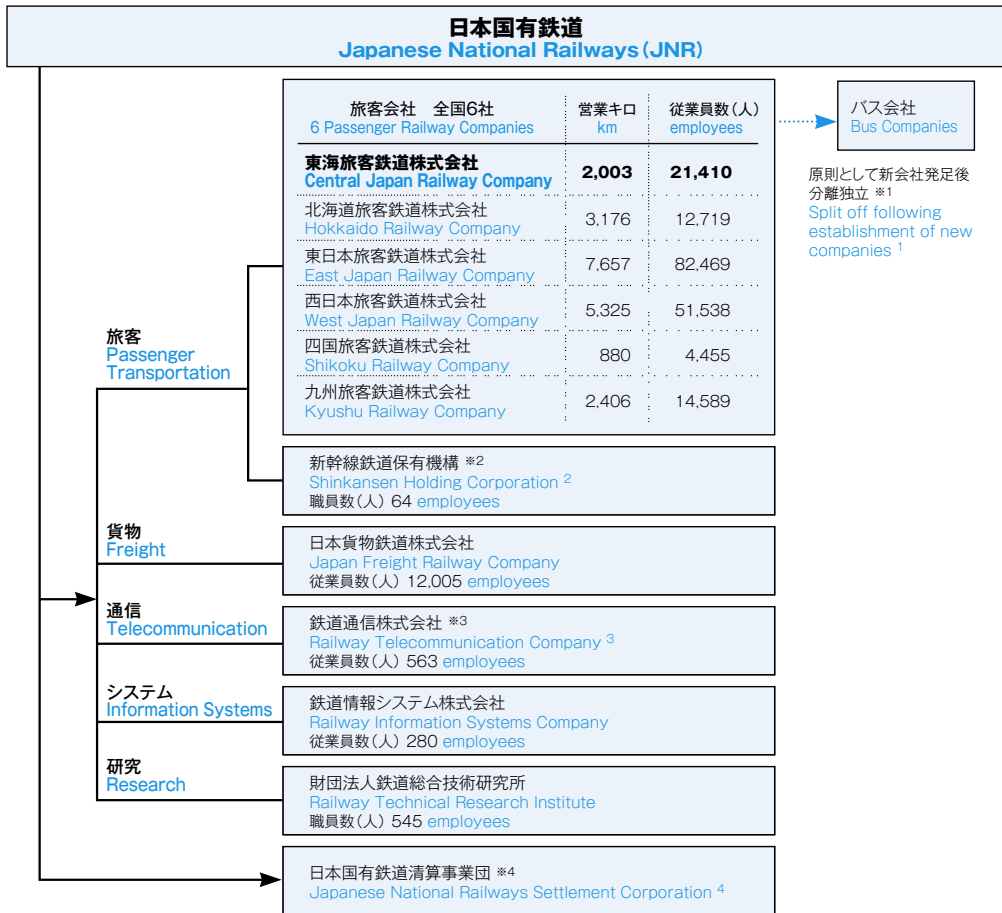 日本国有鉄道
Japanese National Railways (JNR)
旅客会社 全国6社 営業キロ 従業員数(人)
6 Passenger Railway Companies km employees
東海旅客鉄道株式会社
Central Japan Railway Company 2,003 21,410
北海道旅客鉄道株式会社
Hokkaido Railway Company 3,176 12,719
東日本旅客鉄道株式会社
East Japan Railway Company 7,657 82,469
西日本旅客鉄道株式会社
West Japan Railway Company 5,325 51,538
四国旅客鉄道株式会社
Shikoku Railway Company 880 4,455
九州旅客鉄道株式会社
Kyushu Railway Company 2,406 14,589
バス会社
Bus Companies
原則として新会社発足後
分離独立 ※1
Split off following
establishment of new
companies 1
旅客
Passenger
Transportation
新幹線鉄道保有機構 ※2
Shinkansen Holding Corporation 2
職員数(人) 64 employees
貨物
Freight
日本貨物鉄道株式会社
Japan Freight Railway Company
従業員数(人) 12,005 employees
通信
Telecommunication
鉄道通信株式会社 ※3
Railway Telecommunication Company 3
従業員数(人) 563 employees
システム
Information Systems
鉄道情報システム株式会社
Railway Information Systems Company
従業員数(人) 280 employees
研究
Research
財団法人鉄道総合技術研究所
Railway Technical Research Institute
職員数(人) 545 employees
日本国有鉄道清算事業団 ※4
Japanese National Railways Settlement Corporation 4